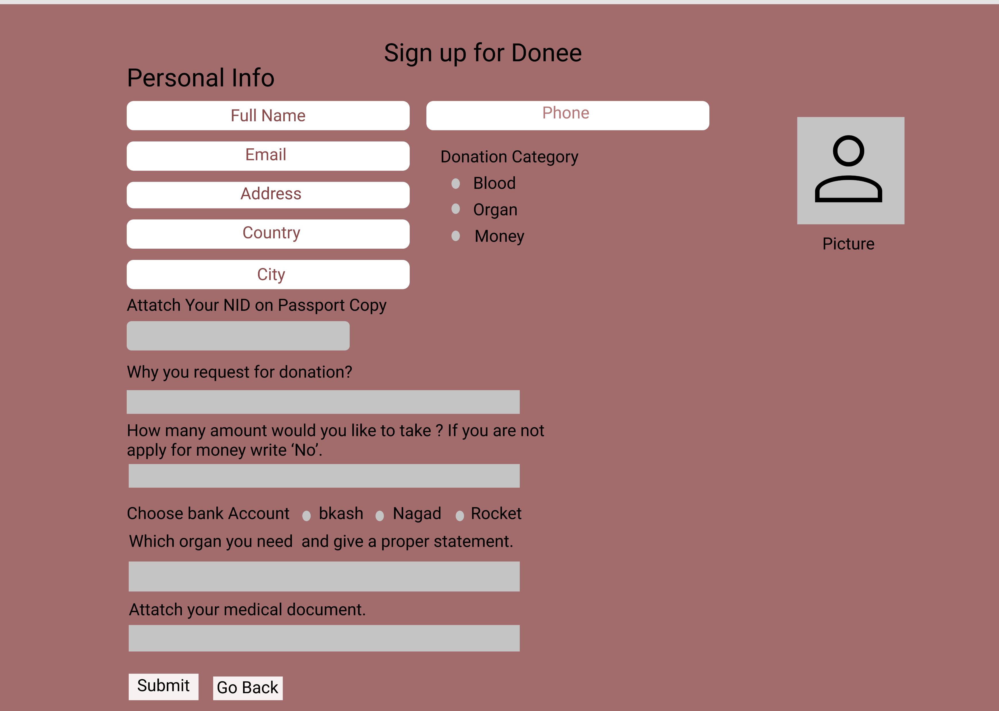 Sign up for Donee
Personal Info
Full Name
Phone
Email
Donation Category
Address
Blood
Organ
Country
Money
Picture
City
Attatch Your NID on Passport Copy
Why you request for donation?
How many amount would you like to take ? If you are not
apply for money write ‘No’.
Choose bank Account bkash Nagad Rocket
Which organ you need  and give a proper statement.
Attatch your medical document.
Submit
Go Back